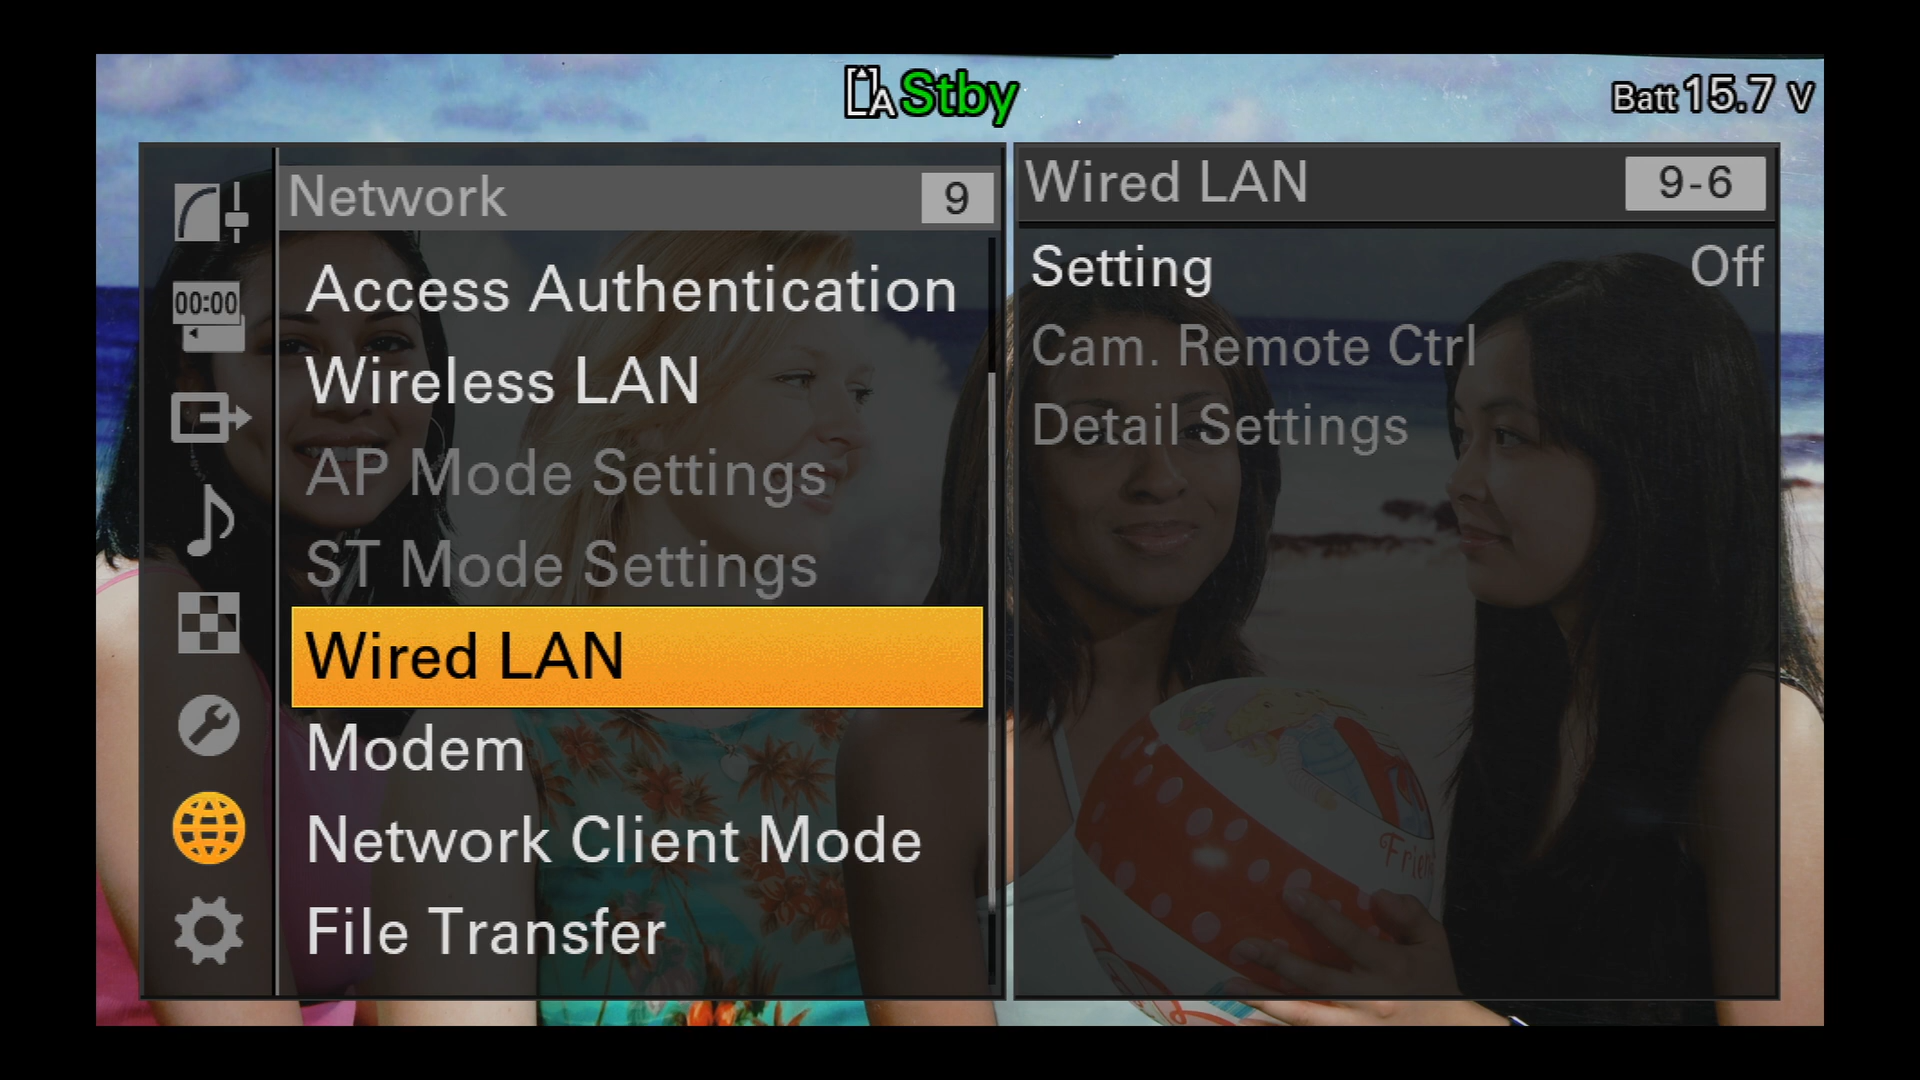 A Stby
Batt 15.7 V
Network 9
00:00
Access Authentication
Wireless LAN
AP Mode Settings
ST Mode Settings
Wired LAN
Modem
Network Client Mode
File Transfer
Wired LAN 9-6
Setting Off
Cam. Remote Ctrl
Detail Settings